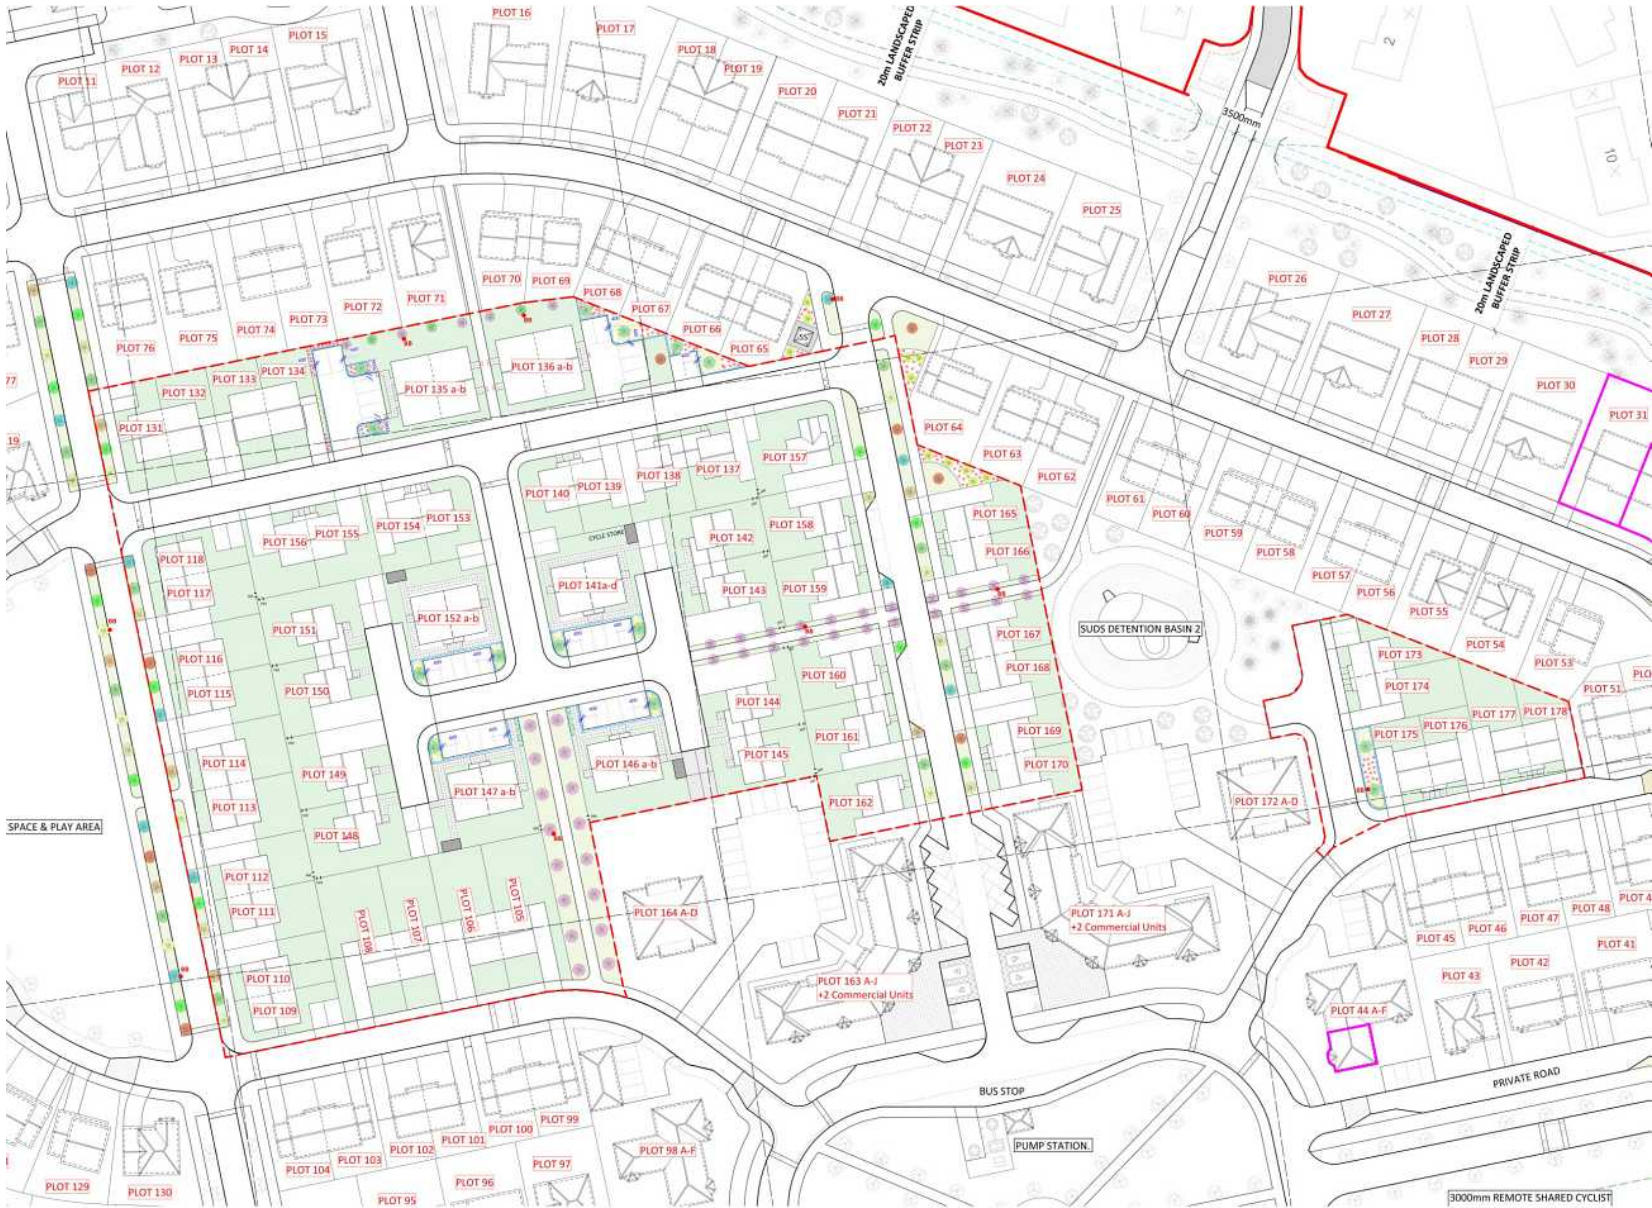 PLOT 16
PLOT 17
PLOT 15
PLOT 14
PLOT 13
PLOT 12
PLOT 11
PLOT 18
PLOT 19
PLOT 20
PLOT 21
20m LANDSCAPED
BUFFER STRIP
PLOT 22
PLOT 23
PLOT 24
PLOT 25
3500mm
2
10
20m LANDSCAPED
BUFFER STRIP
PLOT 26
PLOT 27
PLOT 28
PLOT 29
PLOT 30
PLOT 31
PLOT 76
PLOT 75
PLOT 74
PLOT 73
PLOT 72
PLOT 71
PLOT 70
PLOT 69
PLOT 68
PLOT 67
PLOT 66
PLOT 65
SS
77
19
PLOT 131
PLOT 132
PLOT 133
PLOT 134
PLOT 135 a-b
PLOT 136 a-b
PLOT 64
PLOT 63
PLOT 62
PLOT 61
PLOT 60
PLOT 59
PLOT 58
PLOT 57
PLOT 56
PLOT 55
PLOT 54
PLOT 53
PLOT 51
PLO
PLOT 140
PLOT 139
PLOT 138
PLOT 137
PLOT 157
PLOT 156
PLOT 155
PLOT 154
PLOT 153
CYCLE STORE
PLOT 142
PLOT 158
PLOT 165
PLOT 166
PLOT 118
PLOT 117
PLOT 141a-d
PLOT 143
PLOT 159
PLOT 152 a-b
PLOT 151
PLOT 116
PLOT 115
PLOT 150
PLOT 144
PLOT 160
PLOT 167
PLOT 168
SUDS DETENTION BASIN 2
PLOT 173
PLOT 174
PLOT 175
PLOT 176
PLOT 177
PLOT 178
PLOT 114
PLOT 113
PLOT 149
PLOT 148
PLOT 147 a-b
PLOT 146 a-b
PLOT 145
PLOT 161
PLOT 162
PLOT 169
PLOT 170
PLOT 172 A-D
SPACE & PLAY AREA
PLOT 112
PLOT 111
PLOT 110
PLOT 109
PLOT 108
PLOT 107
PLOT 106
PLOT 105
PLOT 164 A-D
PLOT 163 A-J
+2 Commercial Units
PLOT 171 A-J
+2 Commercial Units
PLOT 45
PLOT 46
PLOT 47
PLOT 48
PLOT 4
PLOT 41
PLOT 42
PLOT 43
PLOT 44 A-F
PRIVATE ROAD
BUS STOP
PUMP STATION.
PLOT 104
PLOT 103
PLOT 102
PLOT 101
PLOT 100
PLOT 99
PLOT 98 A-F
PLOT 97
PLOT 96
PLOT 95
PLOT 129
PLOT 130
3000mm REMOTE SHARED CYCLIST